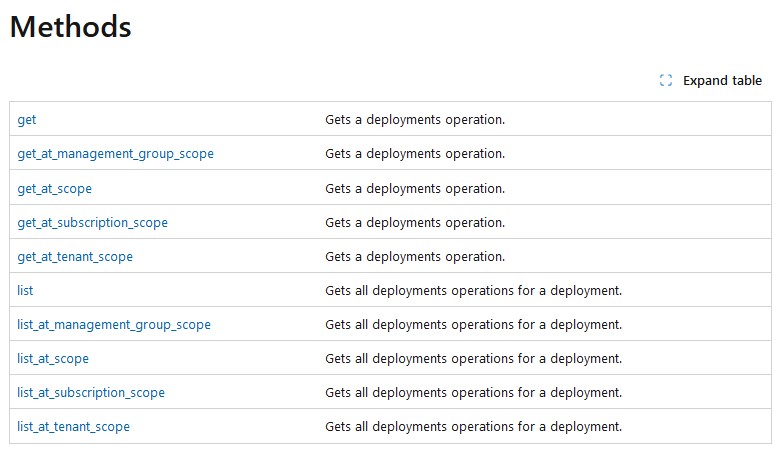 Methods
Expand table
get Gets a deployments operation.
get_at_management_group_scope Gets a deployments operation.
get_at_scope Gets a deployments operation.
get_at_subscription_scope Gets a deployments operation.
get_at_tenant_scope Gets a deployments operation.
list Gets all deployments operations for a deployment.
list_at_management_group_scope Gets all deployments operations for a deployment.
list_at_scope Gets all deployments operations for a deployment.
list_at_subscription_scope Gets all deployments operations for a deployment.
list_at_tenant_scope Gets all deployments operations for a deployment.